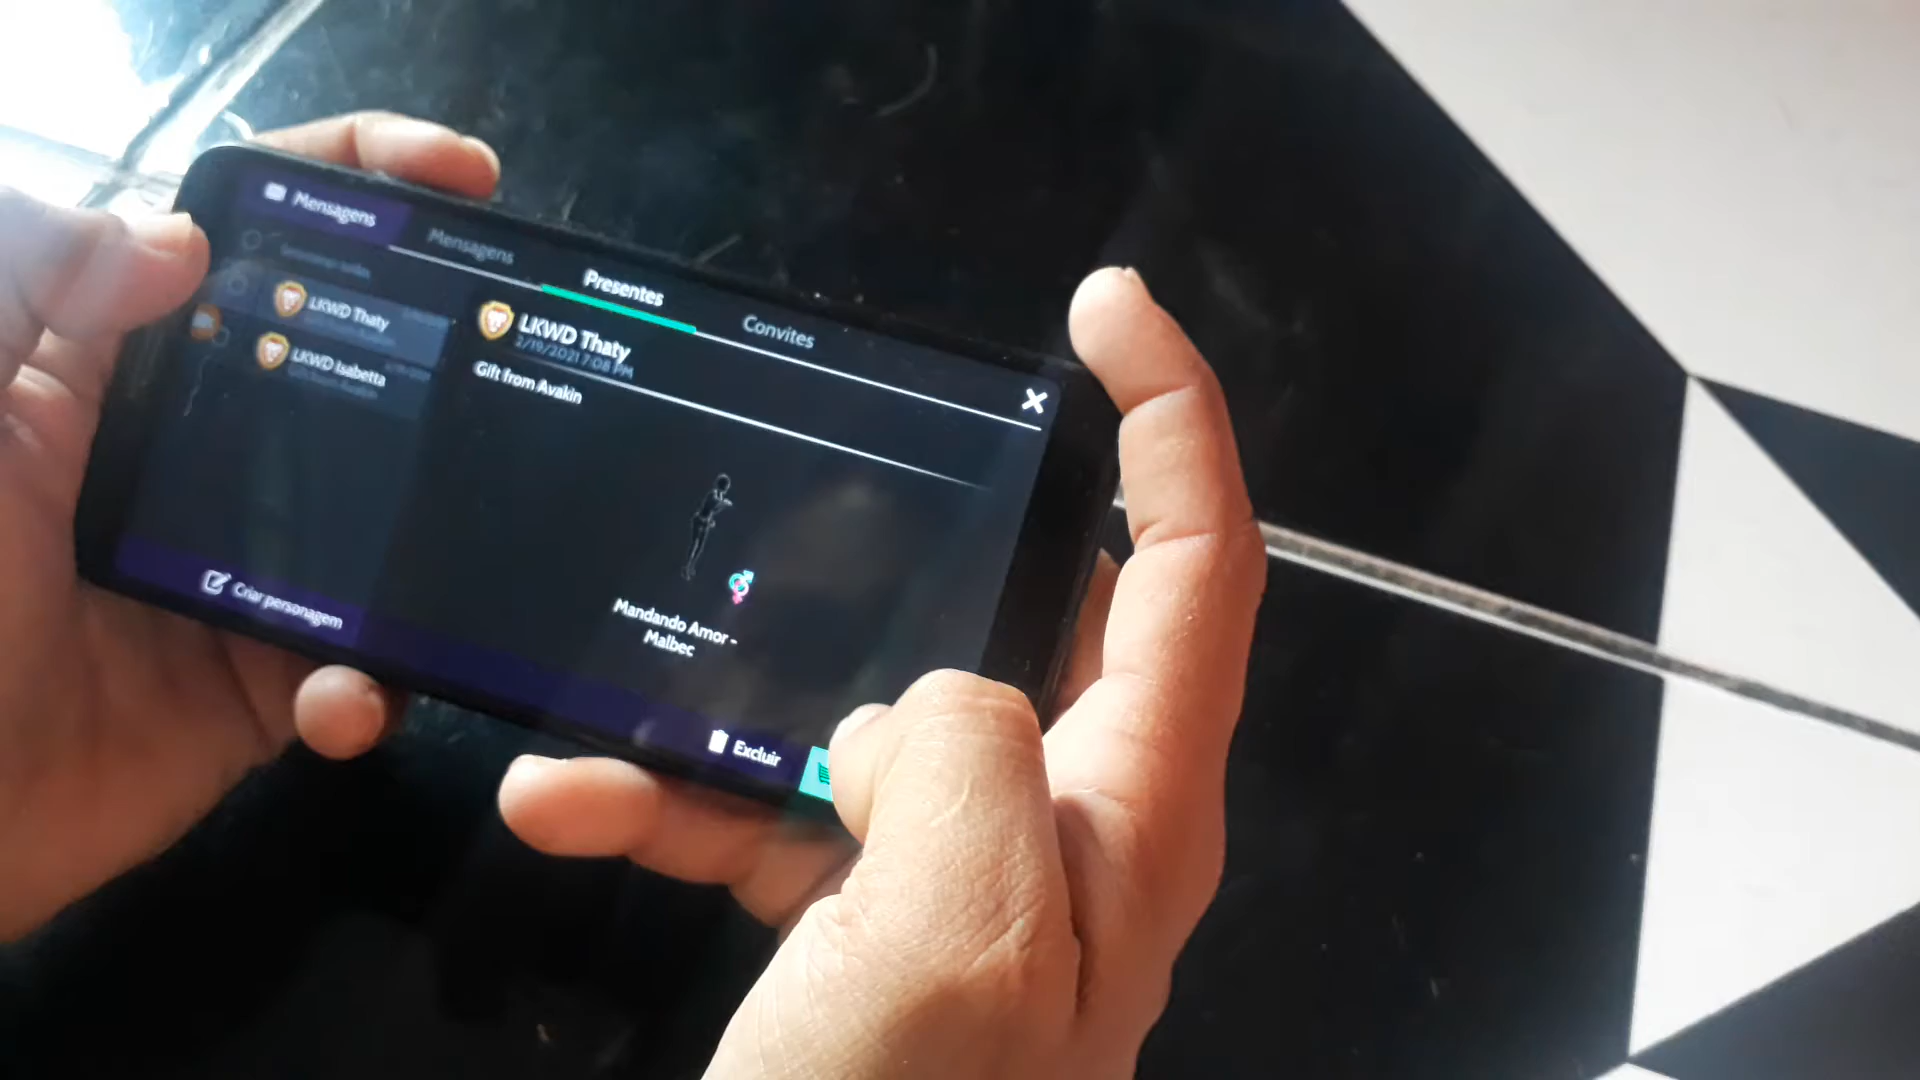 Mensagens
Mensagens
Presentes
Convites
LKWD Thaty
LKWD Isabetta
LKWD Thaty
2/19/2021 7:08 PM
Gift from Avakin
Mandando Amor -
Malbec
Criar personagem
Excluir